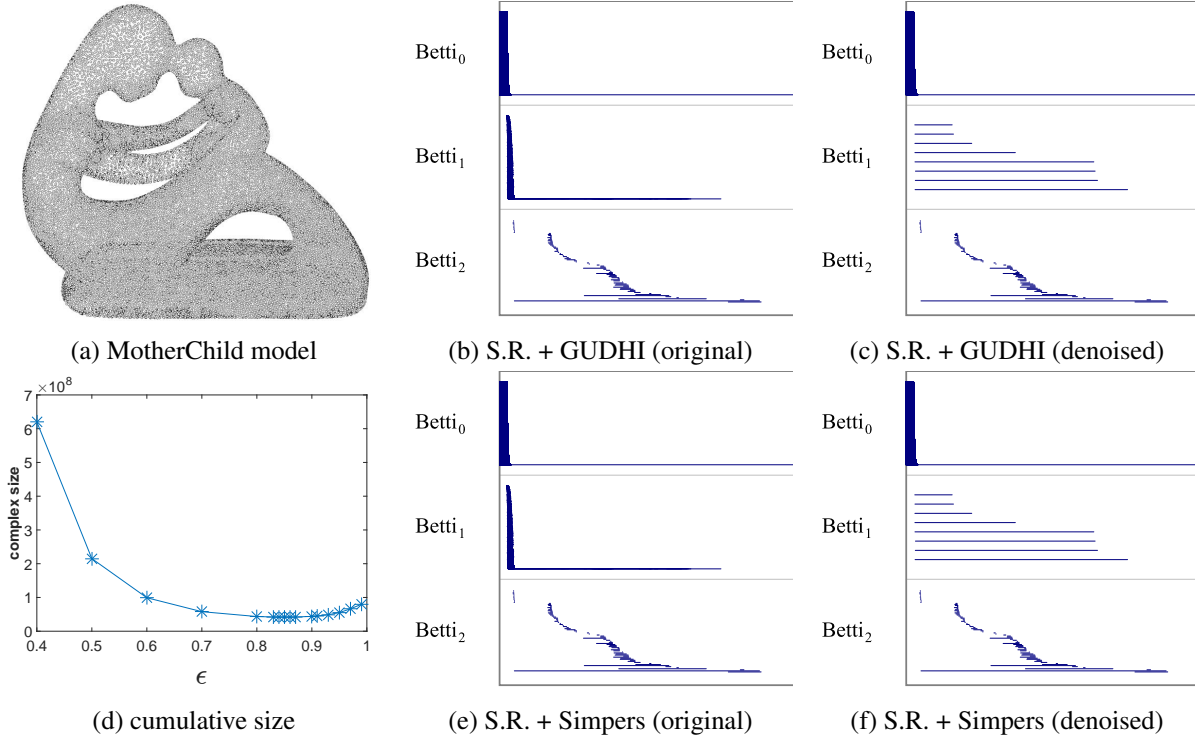 Betti₀
Betti₁
Betti₂
Betti₀
Betti₁
Betti₂
(a) MotherChild model
(b) S.R. + GUDHI (original)
(c) S.R. + GUDHI (denoised)
×10⁸
7
6
5
4
3
2
1
0
complex size
0.4 0.5 0.6 0.7 0.8 0.9 1
ϵ
(d) cumulative size
Betti₀
Betti₁
Betti₂
(e) S.R. + Simpers (original)
Betti₀
Betti₁
Betti₂
(f) S.R. + Simpers (denoised)